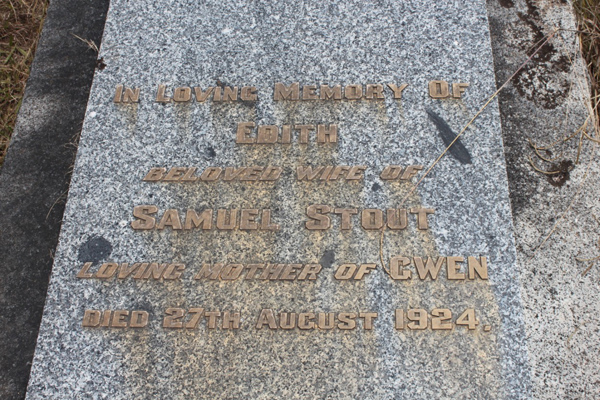 In Loving Memory Of
Edith
BELOVED WIFE OF
Samuel Stout
LOVING MOTHER OF GWEN
DIED 27TH. AUGUST 1924.